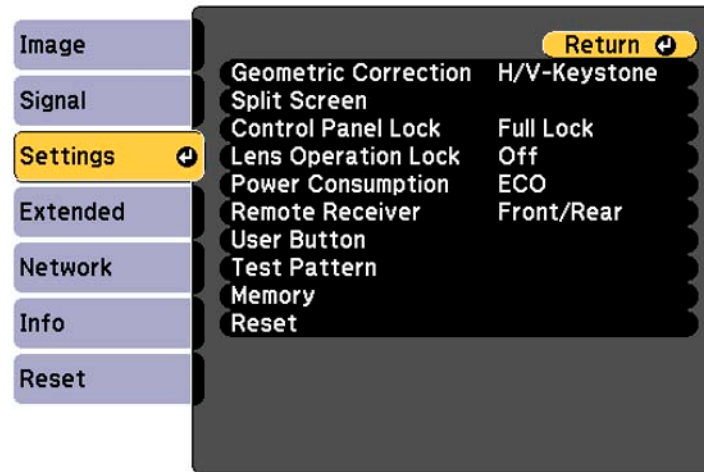 Image
Signal
Settings
Extended
Network
Info
Reset
Return
Geometric Correction H/V-Keystone
Split Screen
Control Panel Lock Full Lock
Lens Operation Lock Off
Power Consumption ECO
Remote Receiver Front/Rear
User Button
Test Pattern
Memory
Reset